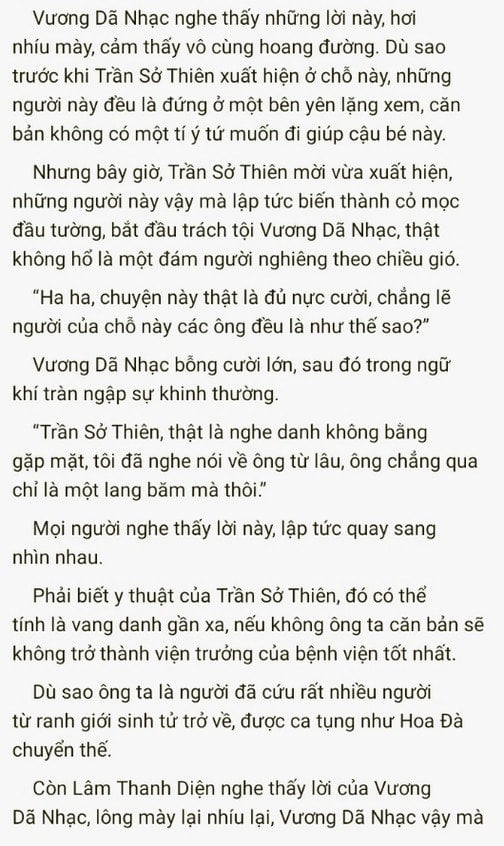 Vương Dã Nhạc nghe thấy những lời này, hơi
nhíu mày, cảm thấy vô cùng hoang đường. Dù sao
trước khi Trần Sở Thiên xuất hiện ở chỗ này, những
người này đều là đứng ở một bên yên lặng xem, căn
bản không có một tí ý tứ muốn đi giúp cậu bé này.
Nhưng bây giờ, Trần Sở Thiên mời vừa xuất hiện,
những người này vậy mà lập tức biến thành cỏ mọc
đầu tường, bắt đầu trách tội Vương Dã Nhạc, thật
không hổ là một đám người nghiêng theo chiều gió.
“Ha ha, chuyện này thật là đủ nực cười, chẳng lẽ
người của chỗ này các ông đều là như thế sao?”
Vương Dã Nhạc bỗng cười lớn, sau đó trong ngữ
khí tràn ngập sự khinh thường.
“Trần Sở Thiên, thật là nghe danh không bằng
gặp mặt, tôi đã nghe nói về ông từ lâu, ông chẳng qua
chỉ là một lang băm mà thôi.”
Mọi người nghe thấy lời này, lập tức quay sang
nhìn nhau.
Phải biết y thuật của Trần Sở Thiên, đó có thể
tính là vang danh gần xa, nếu không ông ta căn bản sẽ
không trở thành viện trưởng của bệnh viện tốt nhất.
Dù sao ông ta là người đã cứu rất nhiều người
từ ranh giới sinh tử trở về, được ca tụng như Hoa Đà
chuyển thế.
Còn Lâm Thanh Diện nghe thấy lời của Vương
Dã Nhạc, lông mày lại nhíu lại, Vương Dã Nhạc vậy mà